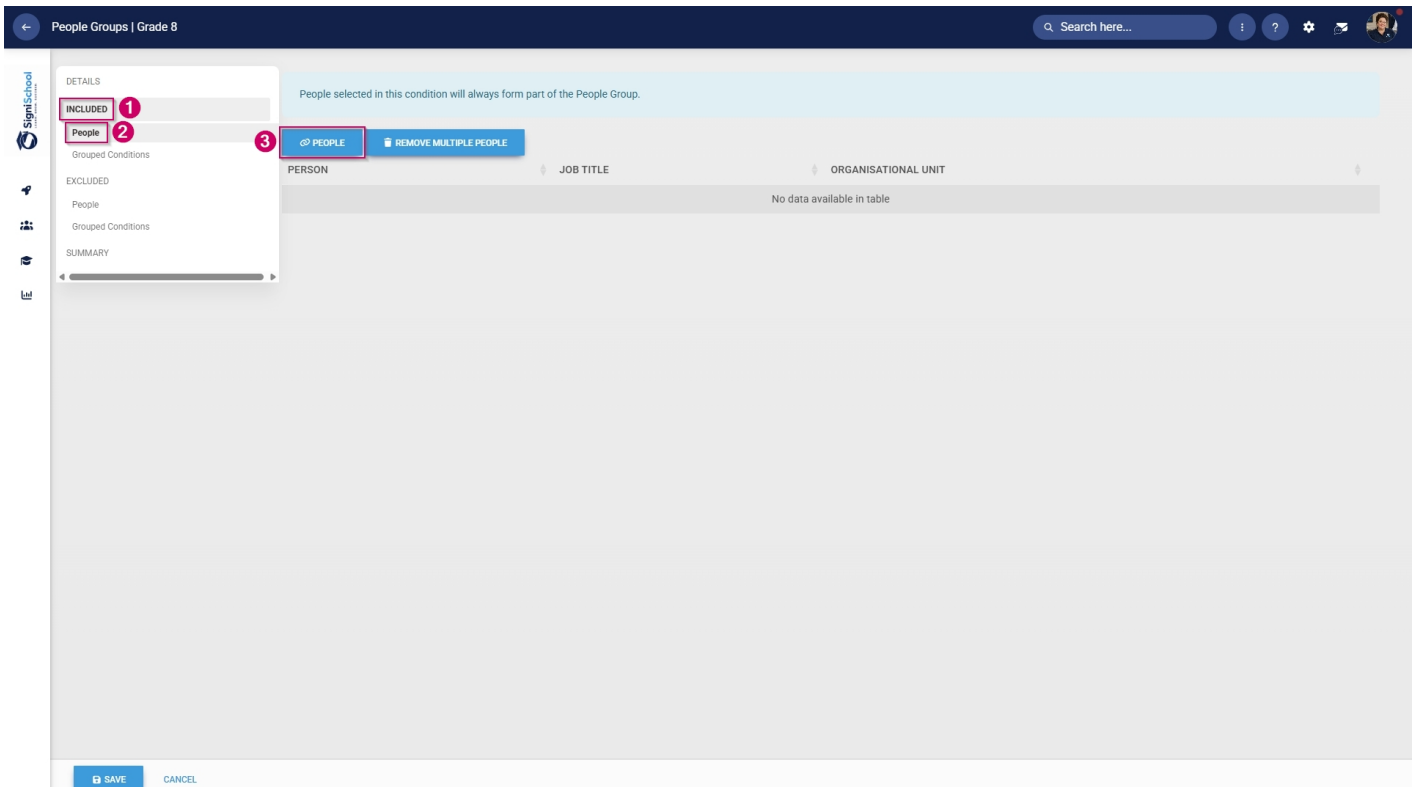 People Groups | Grade 8
Search here...
?
SigniSchool
DETAILS
INCLUDED 1
People 2
Grouped Conditions
EXCLUDED
People
Grouped Conditions
SUMMARY
People selected in this condition will always form part of the People Group.
3 PEOPLE REMOVE MULTIPLE PEOPLE
PERSON JOB TITLE ORGANISATIONAL UNIT
No data available in table
SAVE CANCEL